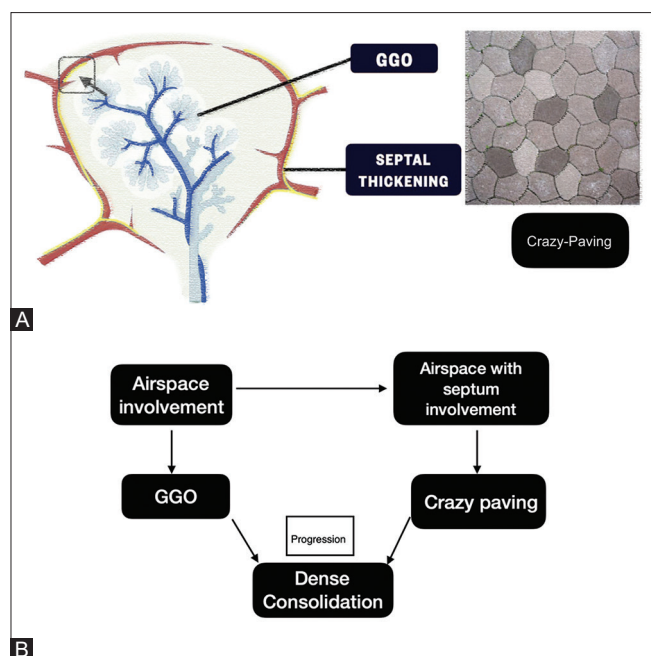 GGO
SEPTAL
THICKENING
Crazy-Paving
A
Airspace
involvement
Airspace with
septum
involvement
GGO
Crazy paving
Progression
Dense
Consolidation
B